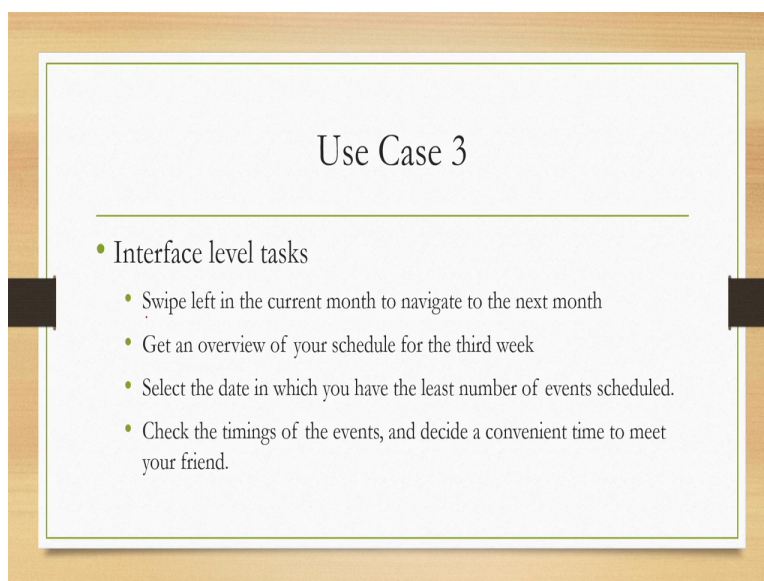 Use Case 3
• Interface level tasks
• Swipe left in the current month to navigate to the next month
• Get an overview of your schedule for the third week
• Select the date in which you have the least number of events scheduled.
• Check the timings of the events, and decide a convenient time to meet
your friend.